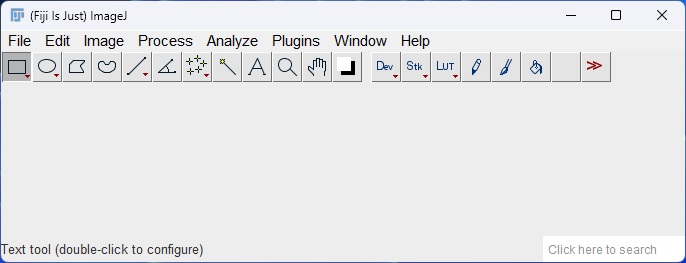 (Fiji Is Just) ImageJ
File Edit Image Process Analyze Plugins Window Help
A Dev Stk LUT >>
Text tool (double-click to configure) Click here to search